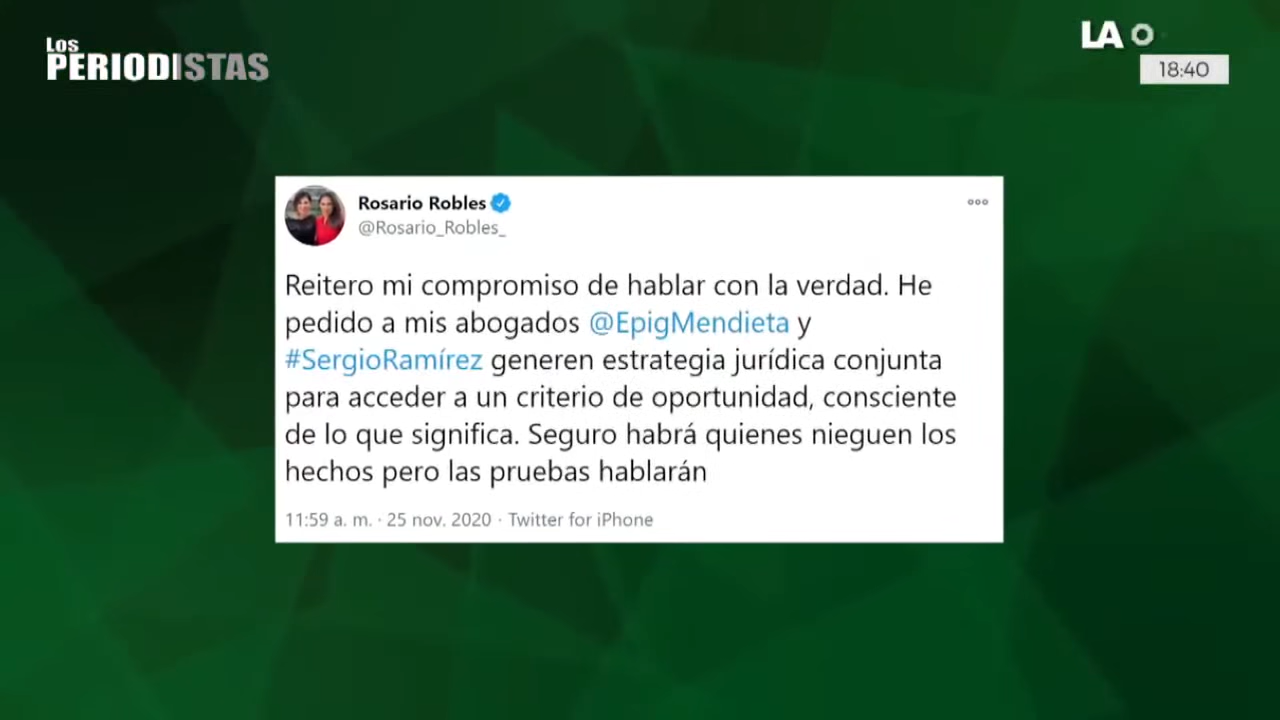 Los
PERIODISTAS
LA O
18:40
Rosario Robles
@Rosario_Robles_
Reitero mi compromiso de hablar con la verdad. He
pedido a mis abogados @EpigMendieta y
#SergioRamírez generen estrategia jurídica conjunta
para acceder a un criterio de oportunidad, consciente
de lo que significa. Seguro habrá quienes nieguen los
hechos pero las pruebas hablarán
11:59 a. m. · 25 nov. 2020 · Twitter for iPhone